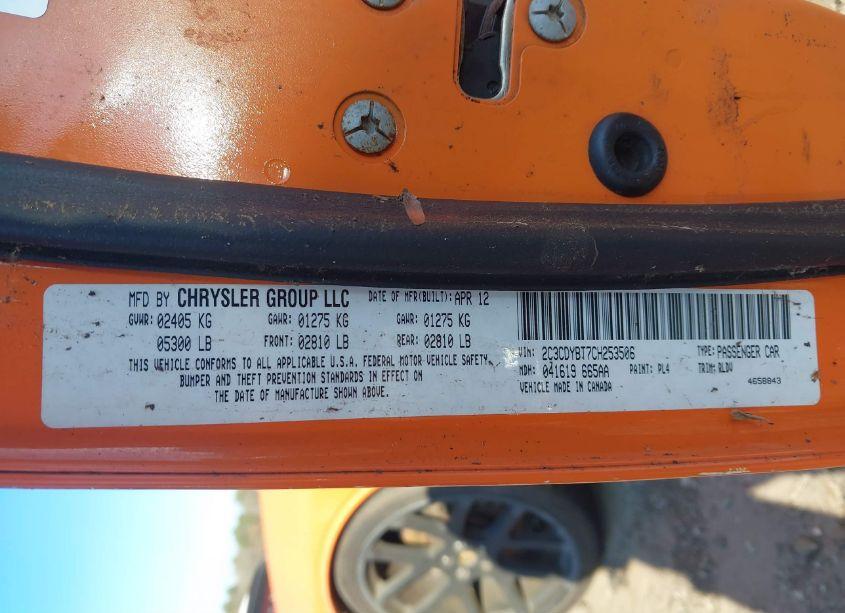 MFD BY CHRYSLER GROUP LLC DATE OF MFR(BUILT): APR 12
GVWR: 02405 KG GAWR: 01275 KG GAWR: 01275 KG
05300 LB FRONT: 02810 LB REAR: 02810 LB
THIS VEHICLE CONFORMS TO ALL APPLICABLE U.S.A. FEDERAL MOTOR VEHICLE SAFETY,
BUMPER AND THEFT PREVENTION STANDARDS IN EFFECT ON
THE DATE OF MANUFACTURE SHOWN ABOVE.
VIN: 2C3CDYBT7CH253506 TYPE: PASSENGER CAR
MDH: 041619 665AA PAINT: PL4 TRIM: RLDV
VEHICLE MADE IN CANADA 4658843